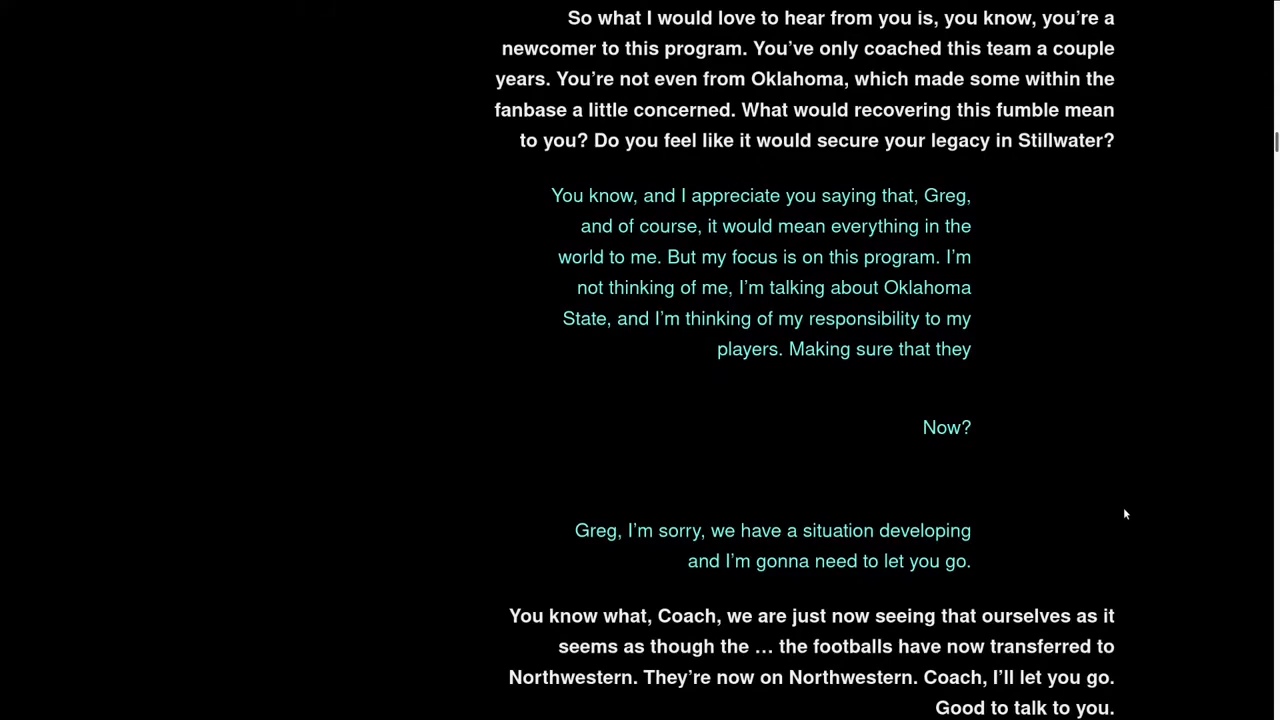 So what I would love to hear from you is, you know, you’re a
newcomer to this program. You’ve only coached this team a couple
years. You’re not even from Oklahoma, which made some within the
fanbase a little concerned. What would recovering this fumble mean
to you? Do you feel like it would secure your legacy in Stillwater?
You know, and I appreciate you saying that, Greg,
and of course, it would mean everything in the
world to me. But my focus is on this program. I’m
not thinking of me, I’m talking about Oklahoma
State, and I’m thinking of my responsibility to my
players. Making sure that they
Now?
Greg, I’m sorry, we have a situation developing
and I’m gonna need to let you go.
You know what, Coach, we are just now seeing that ourselves as it
seems as though the … the footballs have now transferred to
Northwestern. They’re now on Northwestern. Coach, I’ll let you go.
Good to talk to you.